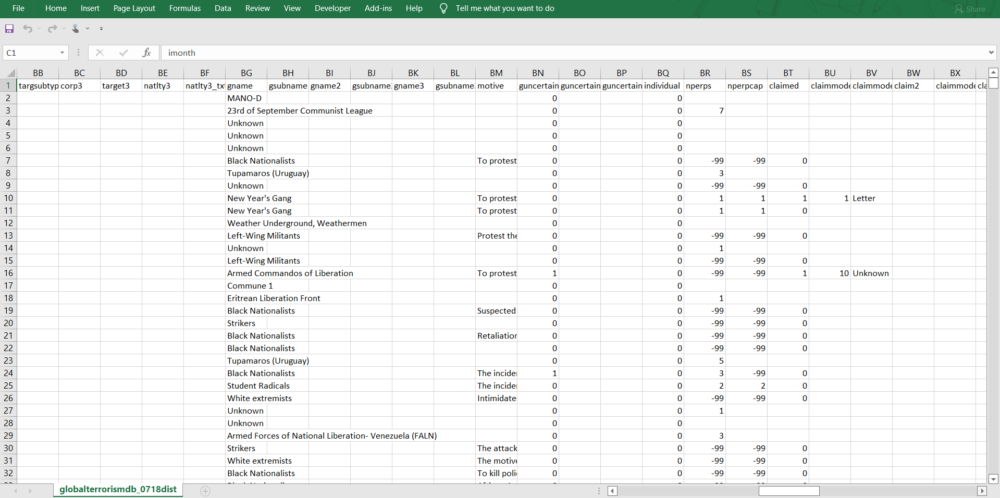 File Home Insert Page Layout Formulas Data Review View Developer Add-ins Help Tell me what you want to do Share
C1 fx imonth
BB BC BD BE BF BG BH BI BJ BK BL BM BN BO BP BQ BR BS BT BU BV BW BX
1 targsubtyp corp3 target3 natlty3 natlty3_txt gname gsubname gname2 gsubname gname3 gsubname motive guncertain guncertain guncertain individual nperps nperpcap claimed claimmode claimmode claim2 claimmode cla
2 MANO-D 0 0
3 23rd of September Communist League 0 0 7
4 Unknown 0 0
5 Unknown 0 0
6 Unknown 0 0
7 Black Nationalists To protest 0 0 -99 -99 0
8 Tupamaros (Uruguay) 0 0 3
9 Unknown 0 0 -99 -99 0
10 New Year's Gang To protest 0 0 1 1 1 1 Letter
11 New Year's Gang To protest 0 0 1 1 0
12 Weather Underground, Weathermen 0 0
13 Left-Wing Militants Protest the 0 0 -99 -99 0
14 Unknown 0 0 1
15 Left-Wing Militants 0 0 -99 -99 0
16 Armed Commandos of Liberation To protest 1 0 -99 -99 1 10 Unknown
17 Commune 1 0 0
18 Eritrean Liberation Front 0 0 1
19 Black Nationalists Suspected 0 0 -99 -99 0
20 Strikers 0 0 -99 -99 0
21 Black Nationalists Retaliation 0 0 -99 -99 0
22 Black Nationalists 0 0 -99 -99 0
23 Tupamaros (Uruguay) 0 0 5
24 Black Nationalists The incide 1 0 3 -99 0
25 Student Radicals The incide 0 0 2 2 0
26 White extremists Intimidate 0 0 -99 -99 0
27 Unknown 0 0 1
28 Unknown 0 0
29 Armed Forces of National Liberation- Venezuela (FALN) 0 0 3
30 Strikers The attack 0 0 -99 -99 0
31 White extremists The motive 0 0 -99 -99 0
32 Black Nationalists To kill poli 0 0 -99 -99 0
globalterrorismdb_0718dist